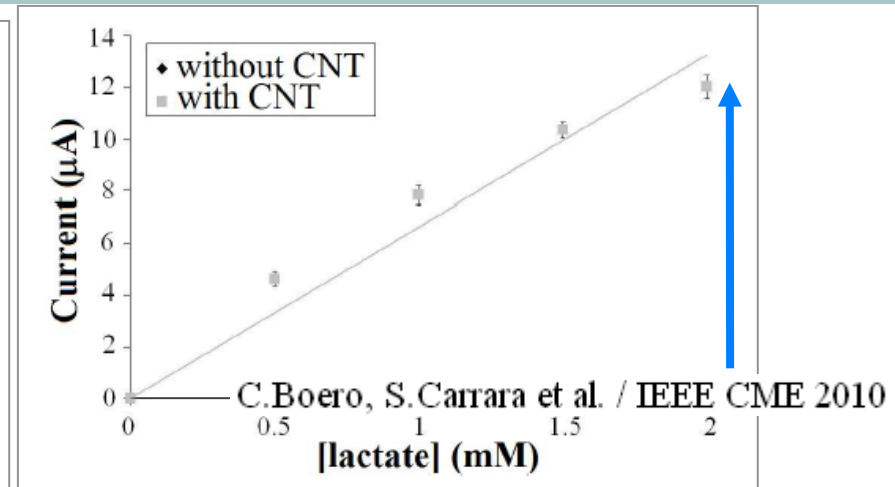 14
without CNT
12
with CNT
10
8
6
4
2
0
Current (μA)
C.Boero, S.Carrara et al. / IEEE CME 2010
0 0.5 1 1.5 2
[lactate] (mM)